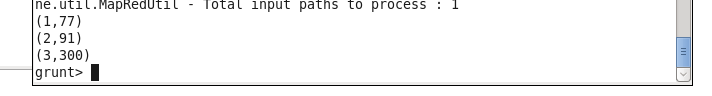 ne.util.MapRedUtil - Total input paths to process : 1
(1,77)
(2,91)
(3,300)
grunt>